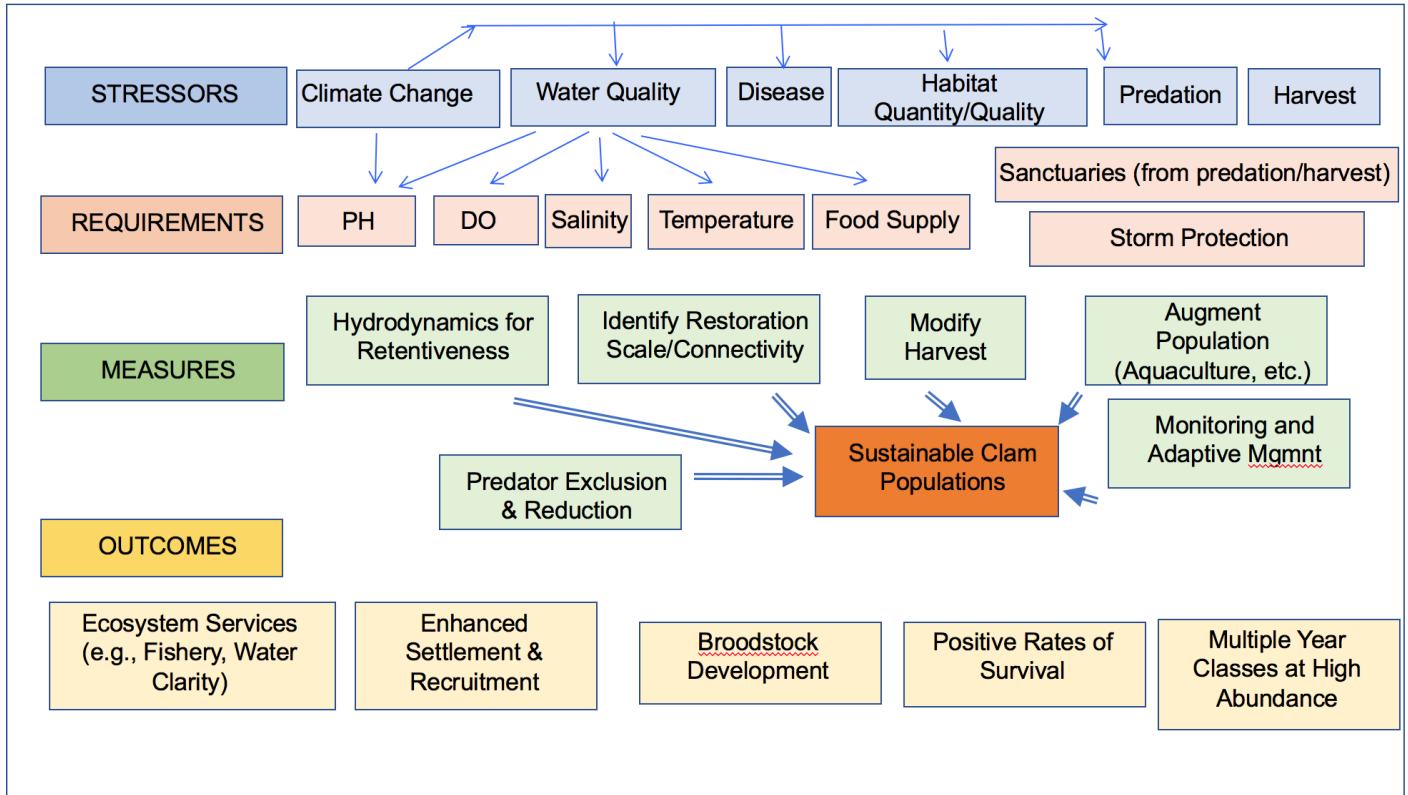 STRESSORS
Climate Change
Water Quality
Disease
Habitat
Quantity/Quality
Predation
Harvest
Sanctuaries (from predation/harvest)
REQUIREMENTS
PH
DO
Salinity
Temperature
Food Supply
Storm Protection
MEASURES
Hydrodynamics for
Retentiveness
Identify Restoration
Scale/Connectivity
Modify
Harvest
Augment
Population
(Aquaculture, etc.)
Monitoring and
Adaptive Mqmnt
Predator Exclusion
& Reduction
Sustainable Clam
Populations
OUTCOMES
Ecosystem Services
(e.g., Fishery, Water
Clarity)
Enhanced
Settlement &
Recruitment
Broodstock
Development
Positive Rates of
Survival
Multiple Year
Classes at High
Abundance